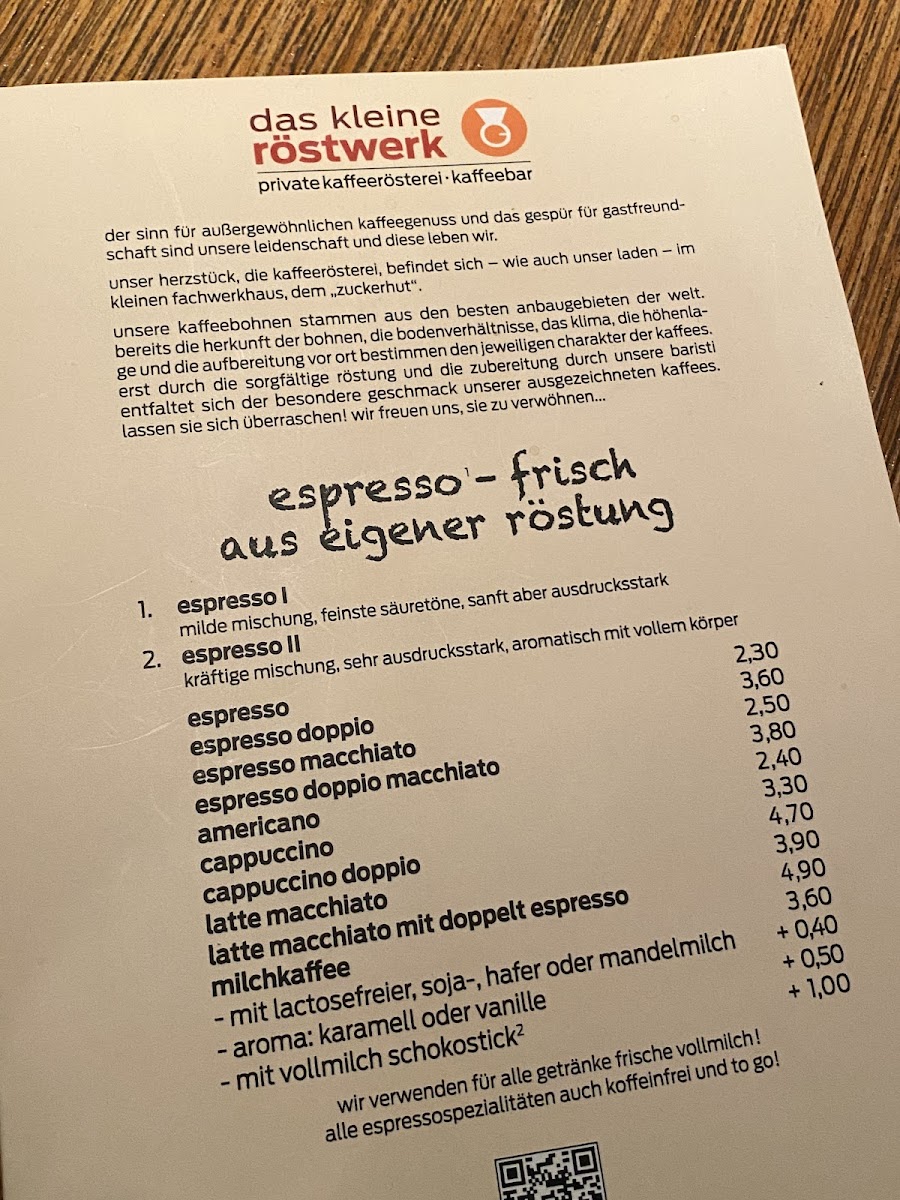 das kleine
röstwerk
private kaffeerösterei · kaffeebar
der sinn für außergewöhnlichen kaffeegenuss und das gespür für gastfreund-
schaft sind unsere leidenschaft und diese leben wir.
unser herzstück, die kaffeerösterei, befindet sich – wie auch unser laden – im
kleinen fachwerkhaus, dem „zuckerhut“.
unsere kaffeebohnen stammen aus den besten anbaugebieten der welt.
bereits die herkunft der bohnen, die bodenverhältnisse, das klima, die höhenla-
ge und die aufbereitung vor ort bestimmen den jeweiligen charakter der kaffees.
erst durch die sorgfältige röstung und die zubereitung durch unsere baristi
entfaltet sich der besondere geschmack unserer ausgezeichneten kaffees.
lassen sie sich überraschen! wir freuen uns, sie zu verwöhnen...
espresso¹ – frisch
aus eigener röstung
1. espresso I
milde mischung, feinste säuretöne, sanft aber ausdrucksstark
2. espresso II
kräftige mischung, sehr ausdrucksstark, aromatisch mit vollem körper
espresso 2,30
espresso doppio 3,60
espresso macchiato 2,50
espresso doppio macchiato 3,80
americano 2,40
cappuccino 3,30
cappuccino doppio 4,70
latte macchiato 3,90
latte macchiato mit doppelt espresso 4,90
milchkaffee 3,60
- mit lactosefreier, soja-, hafer oder mandelmilch + 0,40
- aroma: karamell oder vanille + 0,50
- mit vollmilch schokostick² + 1,00
wir verwenden für alle getränke frische vollmilch!
alle espressospezialitäten auch koffeinfrei und to go!